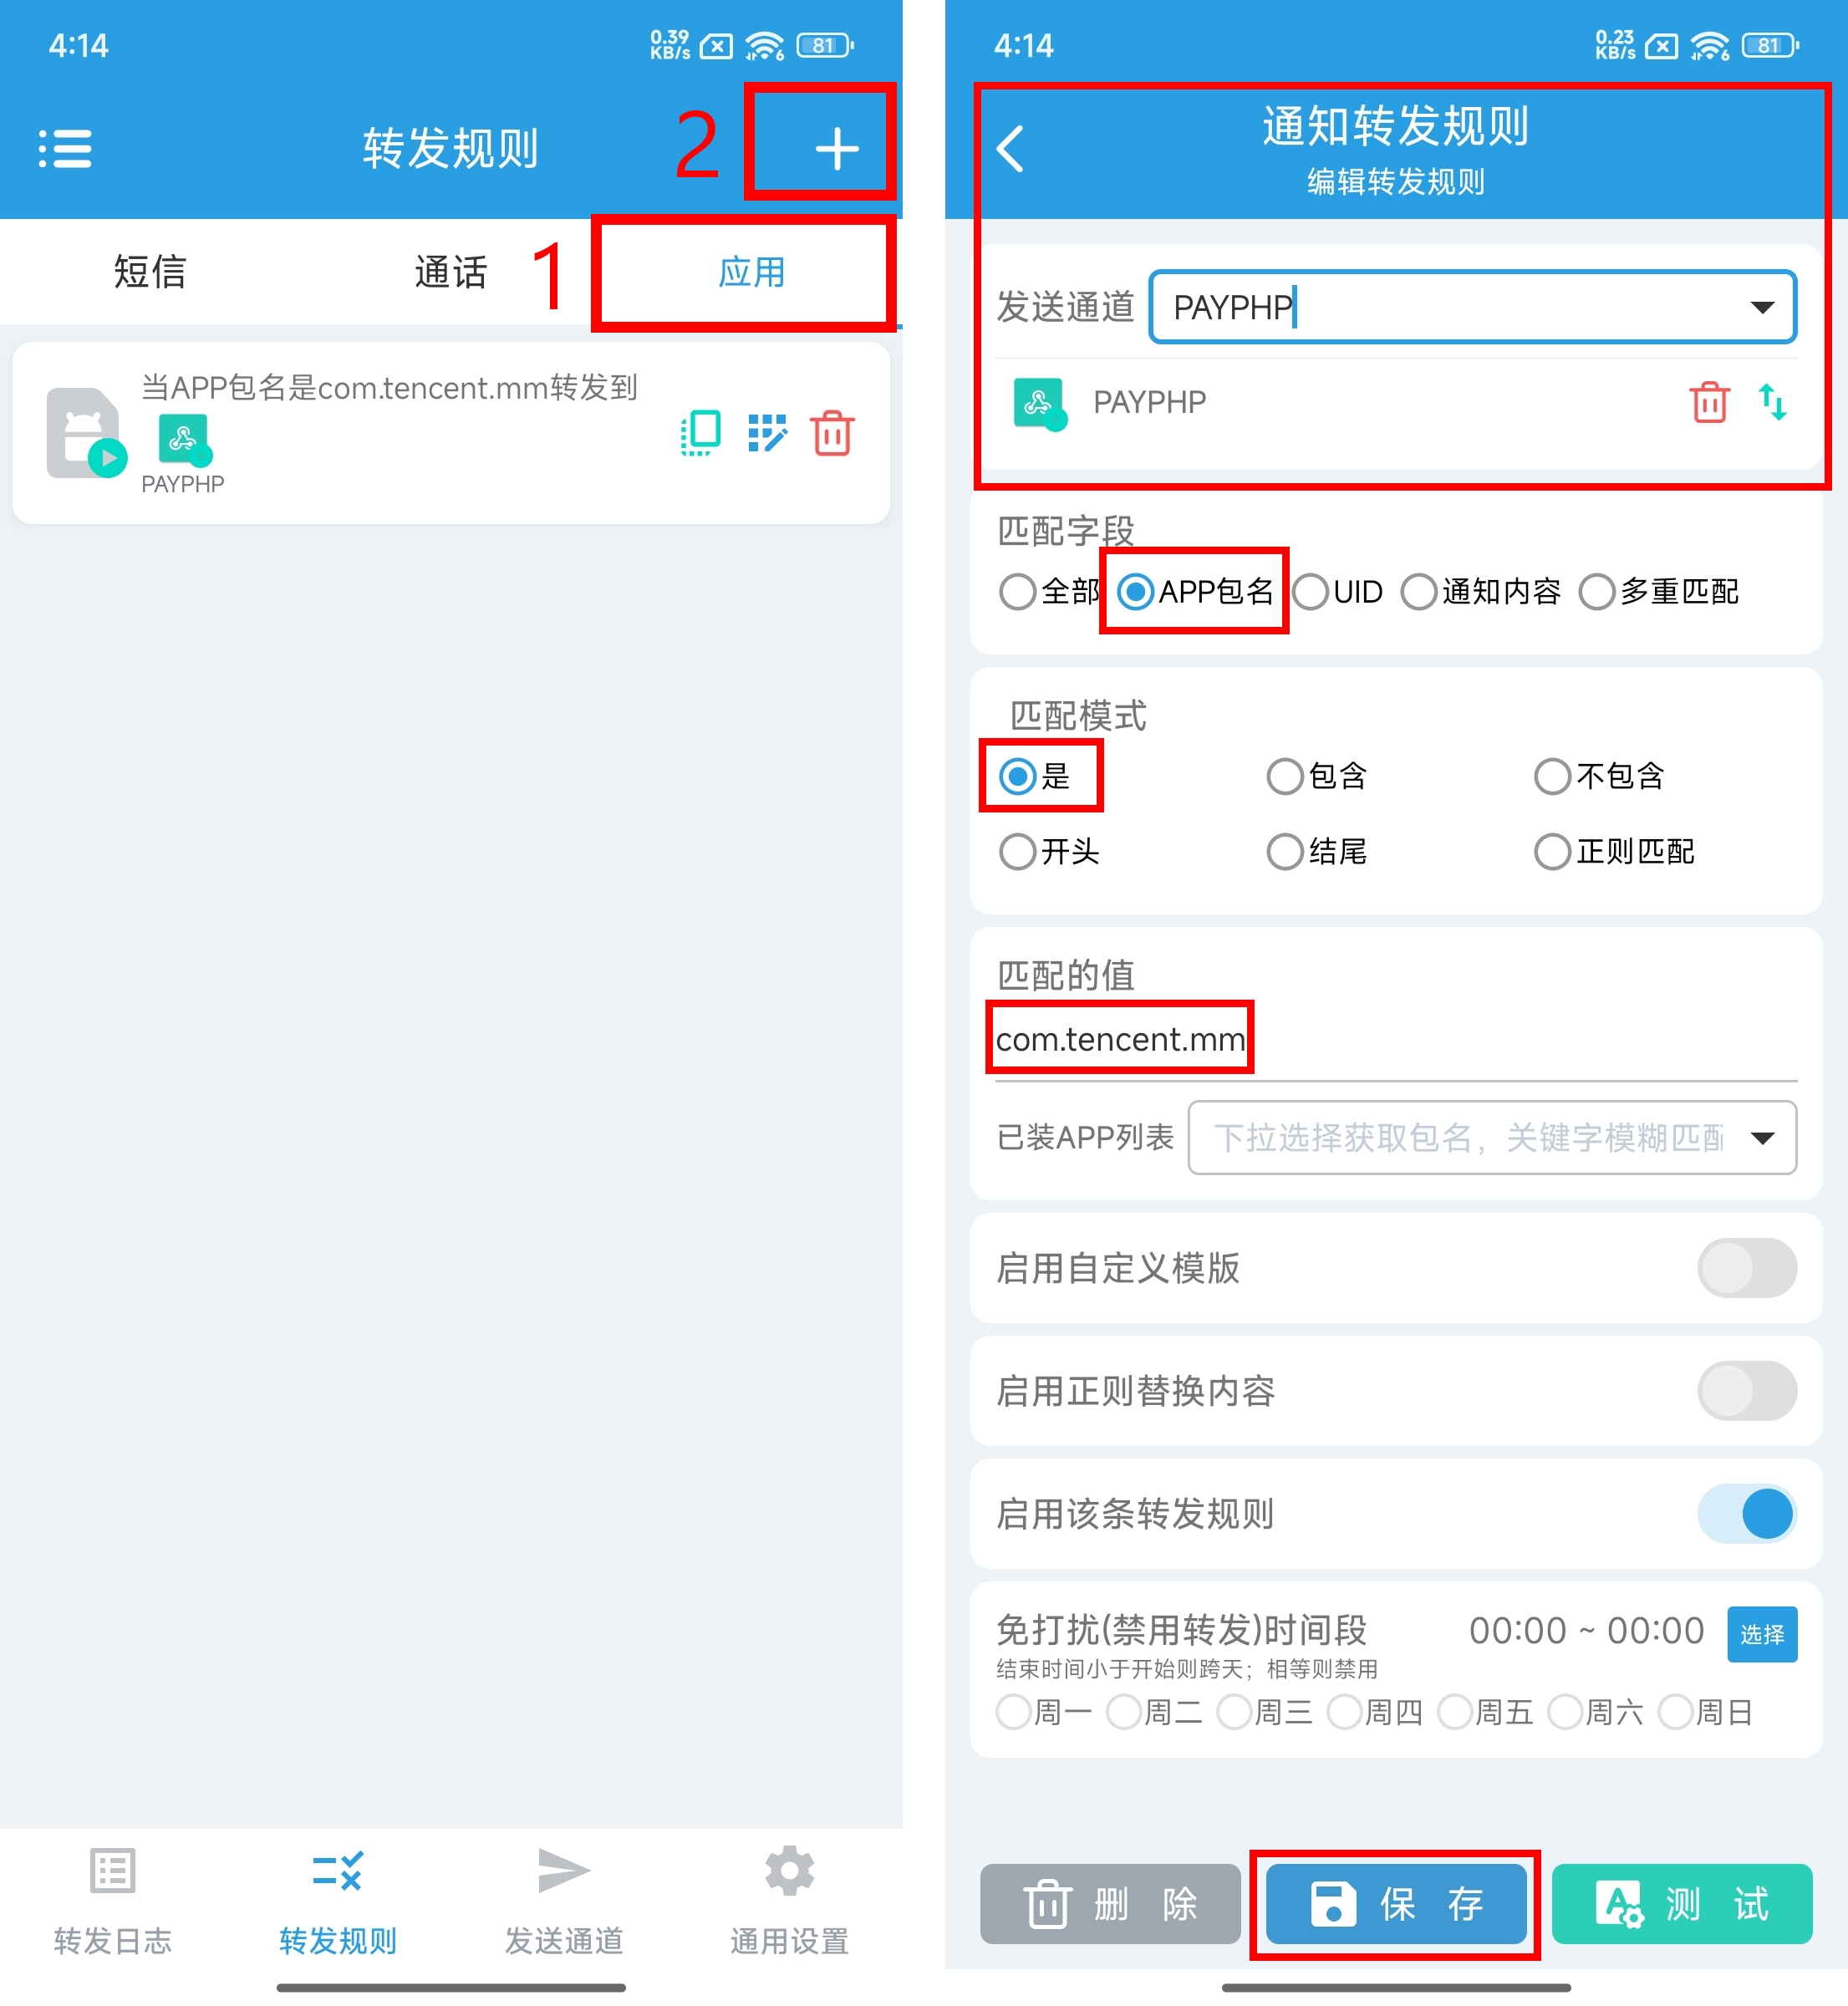 4:14
0.39
KB/s
6
81
转发规则
2
短信
通话
1
应用
当APP包名是com.tencent.mm转发到
PAYPHP
转发日志
转发规则
发送通道
通用设置
4:14
0.23
KB/s
6
81
通知转发规则
编辑转发规则
发送通道
PAYPHP
PAYPHP
匹配字段
全部
APP包名
UID
通知内容
多重匹配
匹配模式
是
包含
不包含
开头
结尾
正则匹配
匹配的值
com.tencent.mm
已装APP列表
下拉选择获取包名，关键字模糊匹
启用自定义模版
启用正则替换内容
启用该条转发规则
免打扰(禁用转发)时间段
00:00 ~ 00:00
选择
结束时间小于开始则跨天；相等则禁用
周一 周二 周三 周四 周五 周六 周日
删 除
保 存
测 试